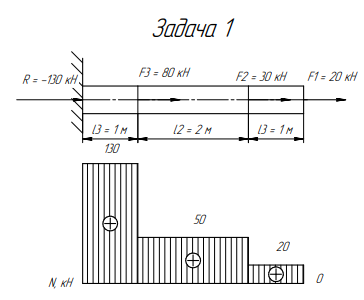 Задача 1
R = -130 кН
F3 = 80 кН
F2 = 30 кН
F1 = 20 кН
l3 = 1 м
l2 = 2 м
l3 = 1 м
130
50
20
N, кН
0